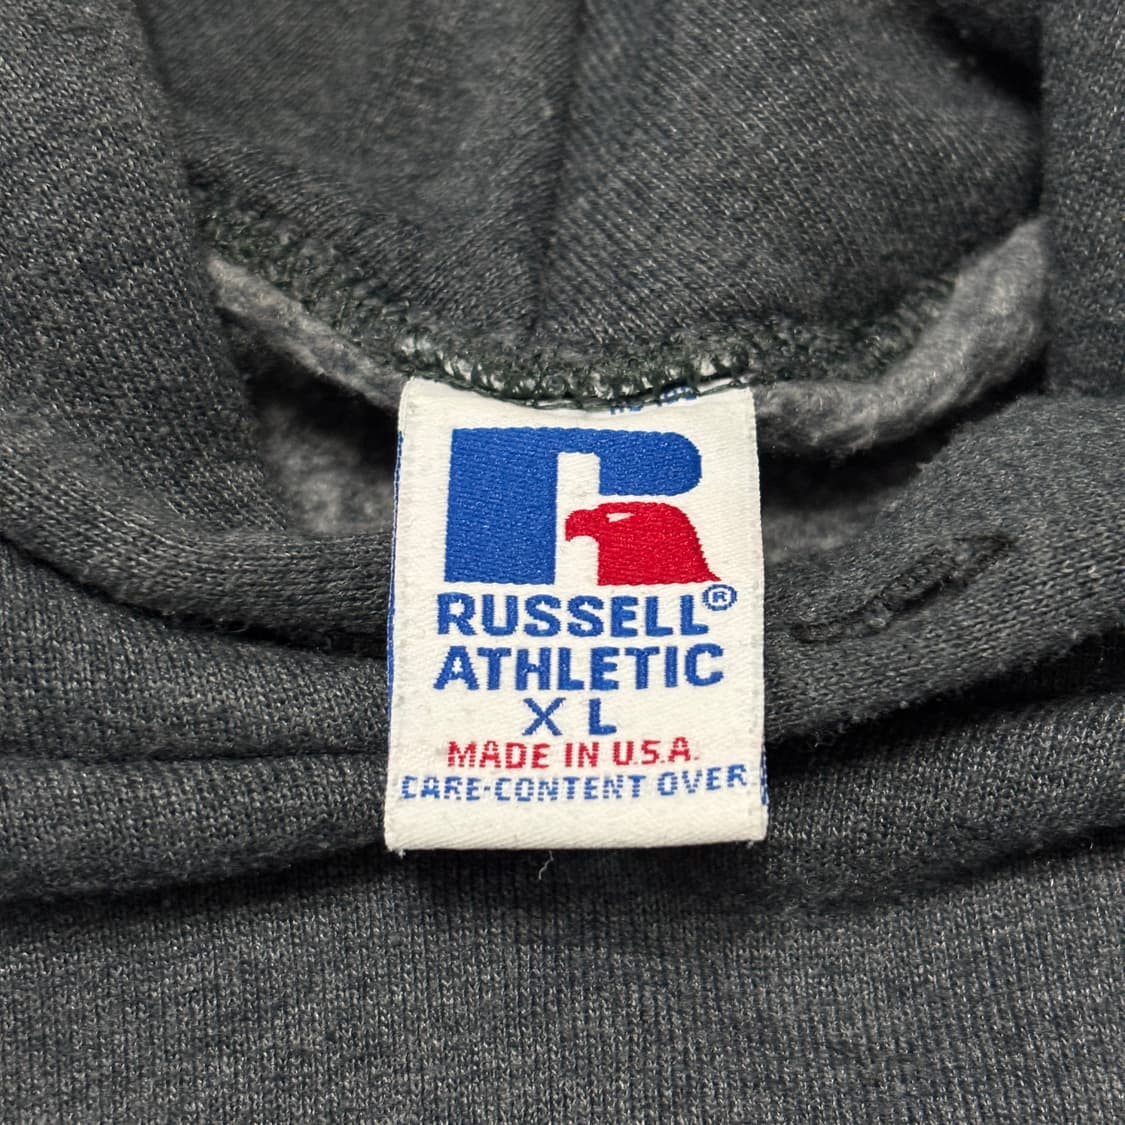 RUSSELL®
ATHLETIC
XL
MADE IN U.S.A.
CARE-CONTENT OVER